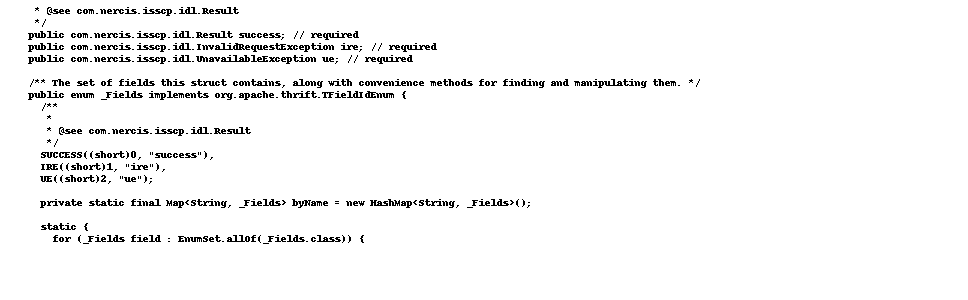 * @see com.nercis.isscp.idl.Result
*/
public com.nercis.isscp.idl.Result success; // required
public com.nercis.isscp.idl.InvalidRequestException ire; // required
public com.nercis.isscp.idl.UnavailableException ue; // required
/** The set of fields this struct contains, along with convenience methods for finding and manipulating them. */
public enum _Fields implements org.apache.thrift.TFieldIdEnum {
/**
*
* @see com.nercis.isscp.idl.Result
*/
SUCCESS((short)0, "success"),
IRE((short)1, "ire"),
UE((short)2, "ue");
private static final Map<String, _Fields> byName = new HashMap<String, _Fields>();
static {
for (_Fields field : EnumSet.allOf(_Fields.class)) {